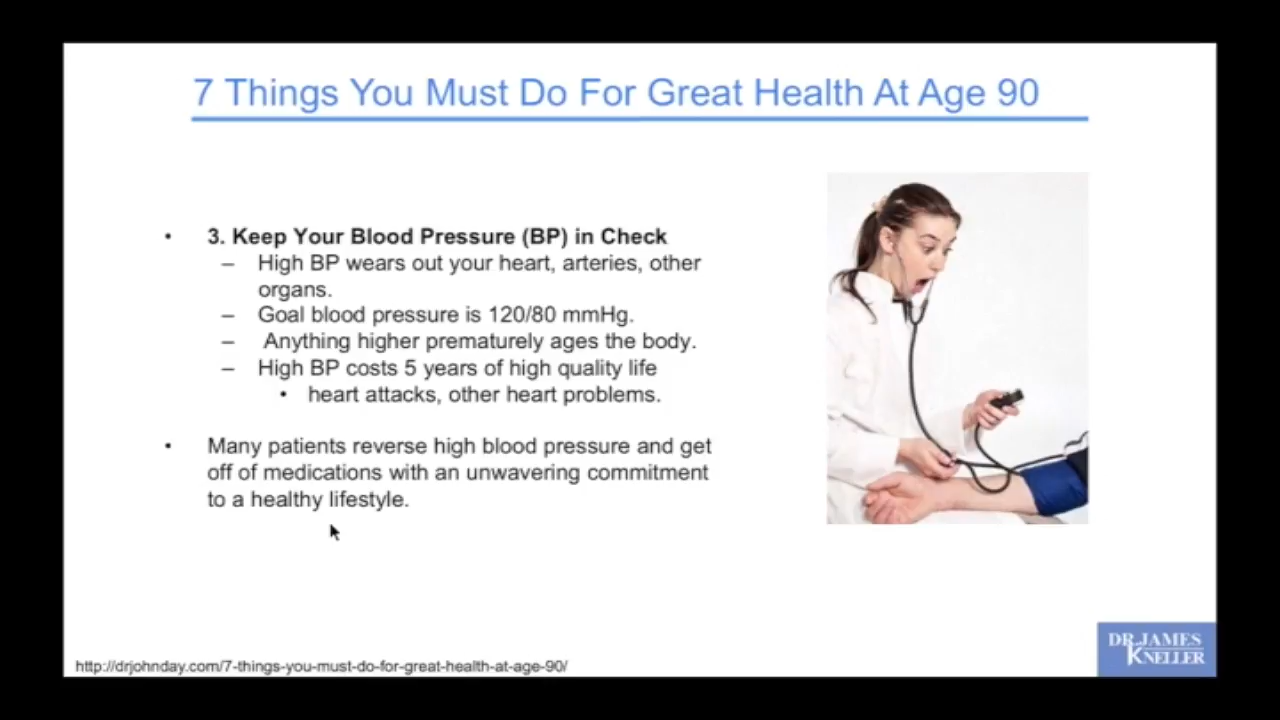 7 Things You Must Do For Great Health At Age 90
• 3. Keep Your Blood Pressure (BP) in Check
– High BP wears out your heart, arteries, other
organs.
– Goal blood pressure is 120/80 mmHg.
– Anything higher prematurely ages the body.
– High BP costs 5 years of high quality life
• heart attacks, other heart problems.
• Many patients reverse high blood pressure and get
off of medications with an unwavering commitment
to a healthy lifestyle.
http://drjohnday.com/7-things-you-must-do-for-great-health-at-age-90/
DR.JAMES
KNELLER